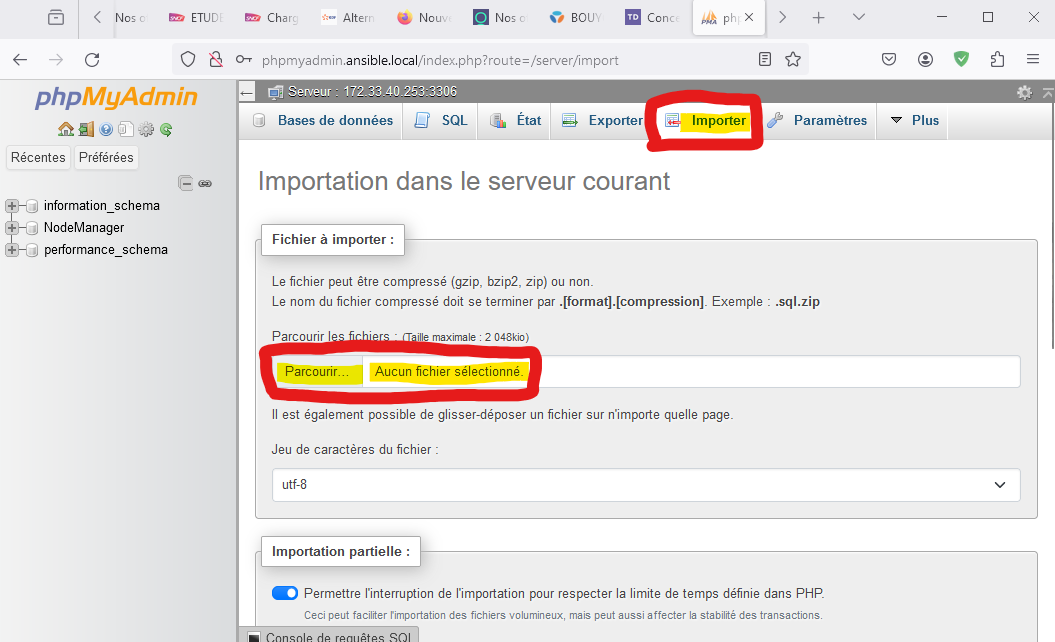 Nos o
ETUDE
Charg
Altern
Nouv
Nos o
BOUY
TD
Conce
PMA
phpmyadmin.ansible.local/index.php?route=/server/import
phpMyAdmin
Récentes
Préférées
information_schema
NodeManager
performance_schema
Serveur : 172.33.40.253:3306
Bases de données
SQL
État
Exporter
Importer
Paramètres
Plus
Importation dans le serveur courant
Fichier à importer :
Le fichier peut être compressé (gzip, bzip2, zip) ou non.
Le nom du fichier compressé doit se terminer par .[format].[compression]. Exemple : .sql.zip
Parcourir les fichiers : (Taille maximale : 2 048kio)
Parcourir… Aucun fichier sélectionné.
Il est également possible de glisser-déposer un fichier sur n'importe quelle page.
Jeu de caractères du fichier :
utf-8
Importation partielle :
Permettre l'interruption de l'importation pour respecter la limite de temps définie dans PHP.
Ceci peut faciliter l'importation des fichiers volumineux, mais peut aussi affecter la stabilité des transactions.
Console de requêtes SQL